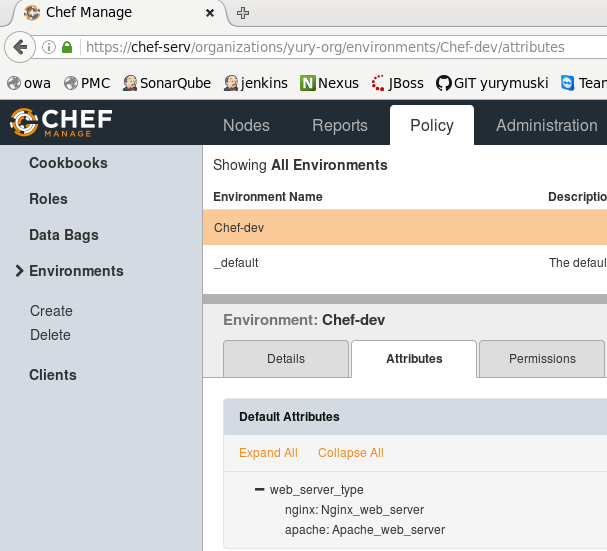 Chef Manage
https://chef-serv/organizations/yury-org/environments/Chef-dev/attributes
owa PMC SonarQube jenkins Nexus JBoss GIT yurymuski Tean
CHEF
MANAGE
Nodes Reports Policy Administration
Cookbooks
Roles
Data Bags
Environments
Create
Delete
Clients
Showing All Environments
Environment Name Descriptio
Chef-dev
_default The defaul
Environment: Chef-dev
Details Attributes Permissions
Default Attributes
Expand All Collapse All
web_server_type
nginx: Nginx_web_server
apache: Apache_web_server